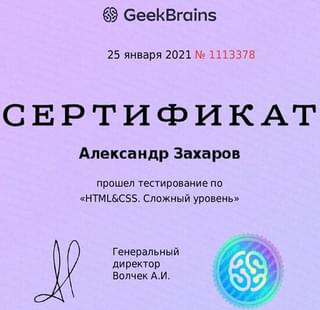 GeekBrains
25 января 2021 № 1113378
СЕРТИФИКАТ
Александр Захаров
прошел тестирование по
«HTML&CSS. Сложный уровень»
Генеральный
директор
Волчек А.И.